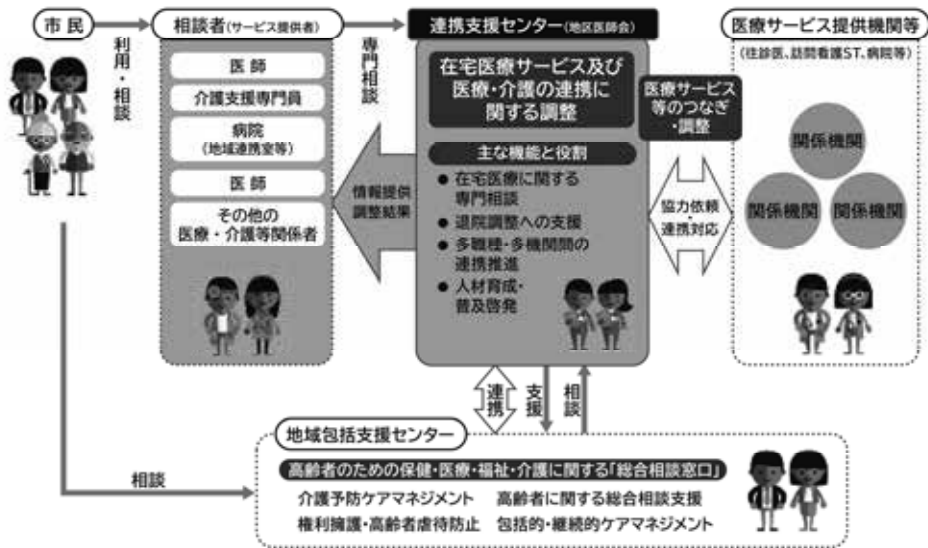 市民
利用・相談
相談者(サービス提供者)
医師
介護支援専門員
病院
(地域連携室等)
医師
その他の
医療・介護等関係者
専門相談
情報提供
調整結果
連携支援センター(地区医師会)
在宅医療サービス及び
医療・介護の連携に
関する調整
主な機能と役割
● 在宅医療に関する
専門相談
● 退院調整への支援
● 多職種・多機関間の
連携推進
● 人材育成・
普及啓発
医療サービス
等のつなぎ
・調整
協力依頼
・連携対応
医療サービス提供機関等
(往診医、訪問看護ST、病院等)
関係機関
関係機関
関係機関
連携
支援
相談
相談
地域包括支援センター
高齢者のための保健・医療・福祉・介護に関する「総合相談窓口」
介護予防ケアマネジメント 高齢者に関する総合相談支援
権利擁護・高齢者虐待防止 包括的・継続的ケアマネジメント